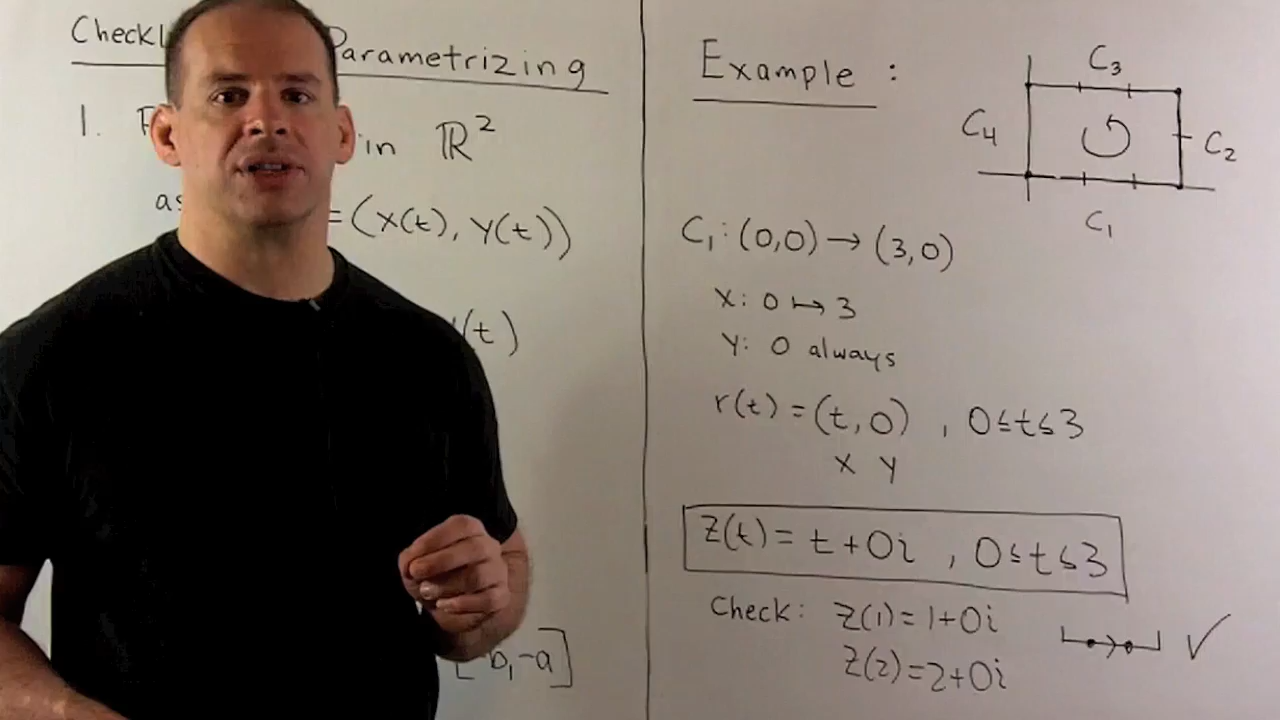 Parametrizing
1.
in ℝ²
as = (x(t), y(t))
(t)
b, -a]
Example :
C₃
C₄
C₂
C₁
C₁: (0,0) → (3,0)
X: 0 ↦ 3
Y: 0 always
r(t) = (t, 0) , 0≤t≤3
X Y
Z(t) = t + 0i , 0≤t≤3
Check: Z(1) = 1+0i
Z(2) = 2+0i